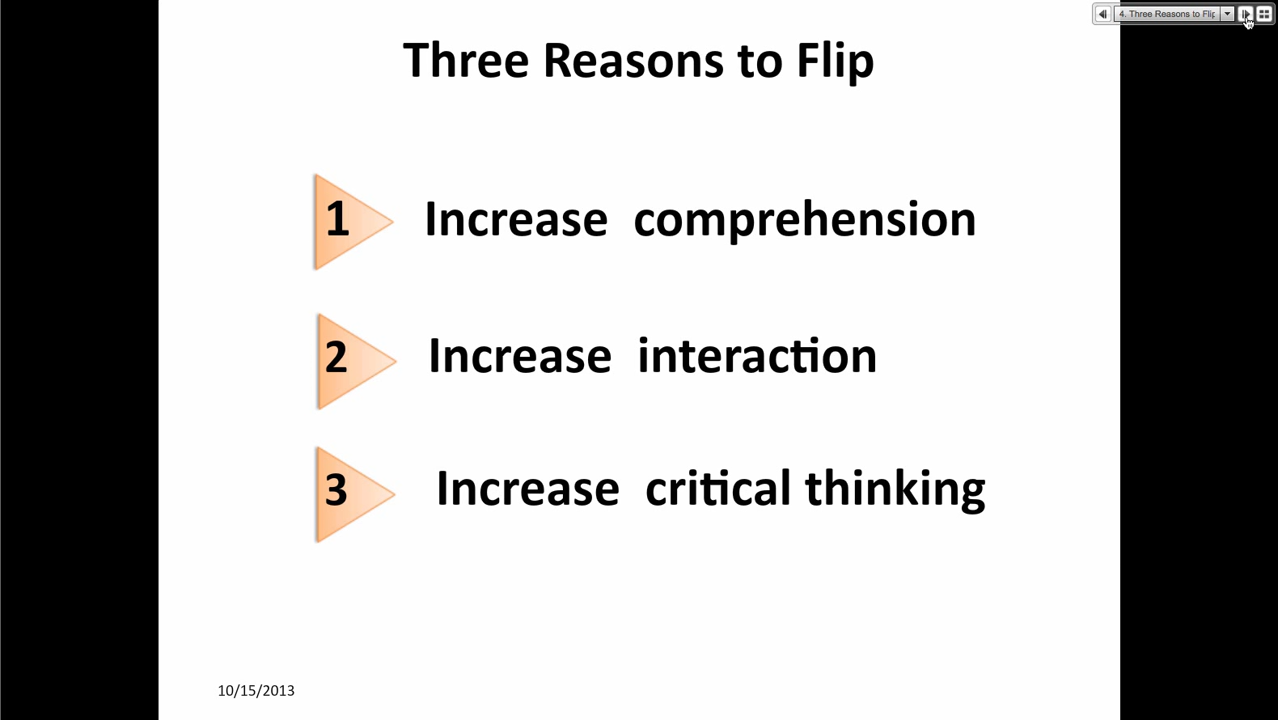 4. Three Reasons to Flip
Three Reasons to Flip
1 Increase comprehension
2 Increase interaction
3 Increase critical thinking
10/15/2013